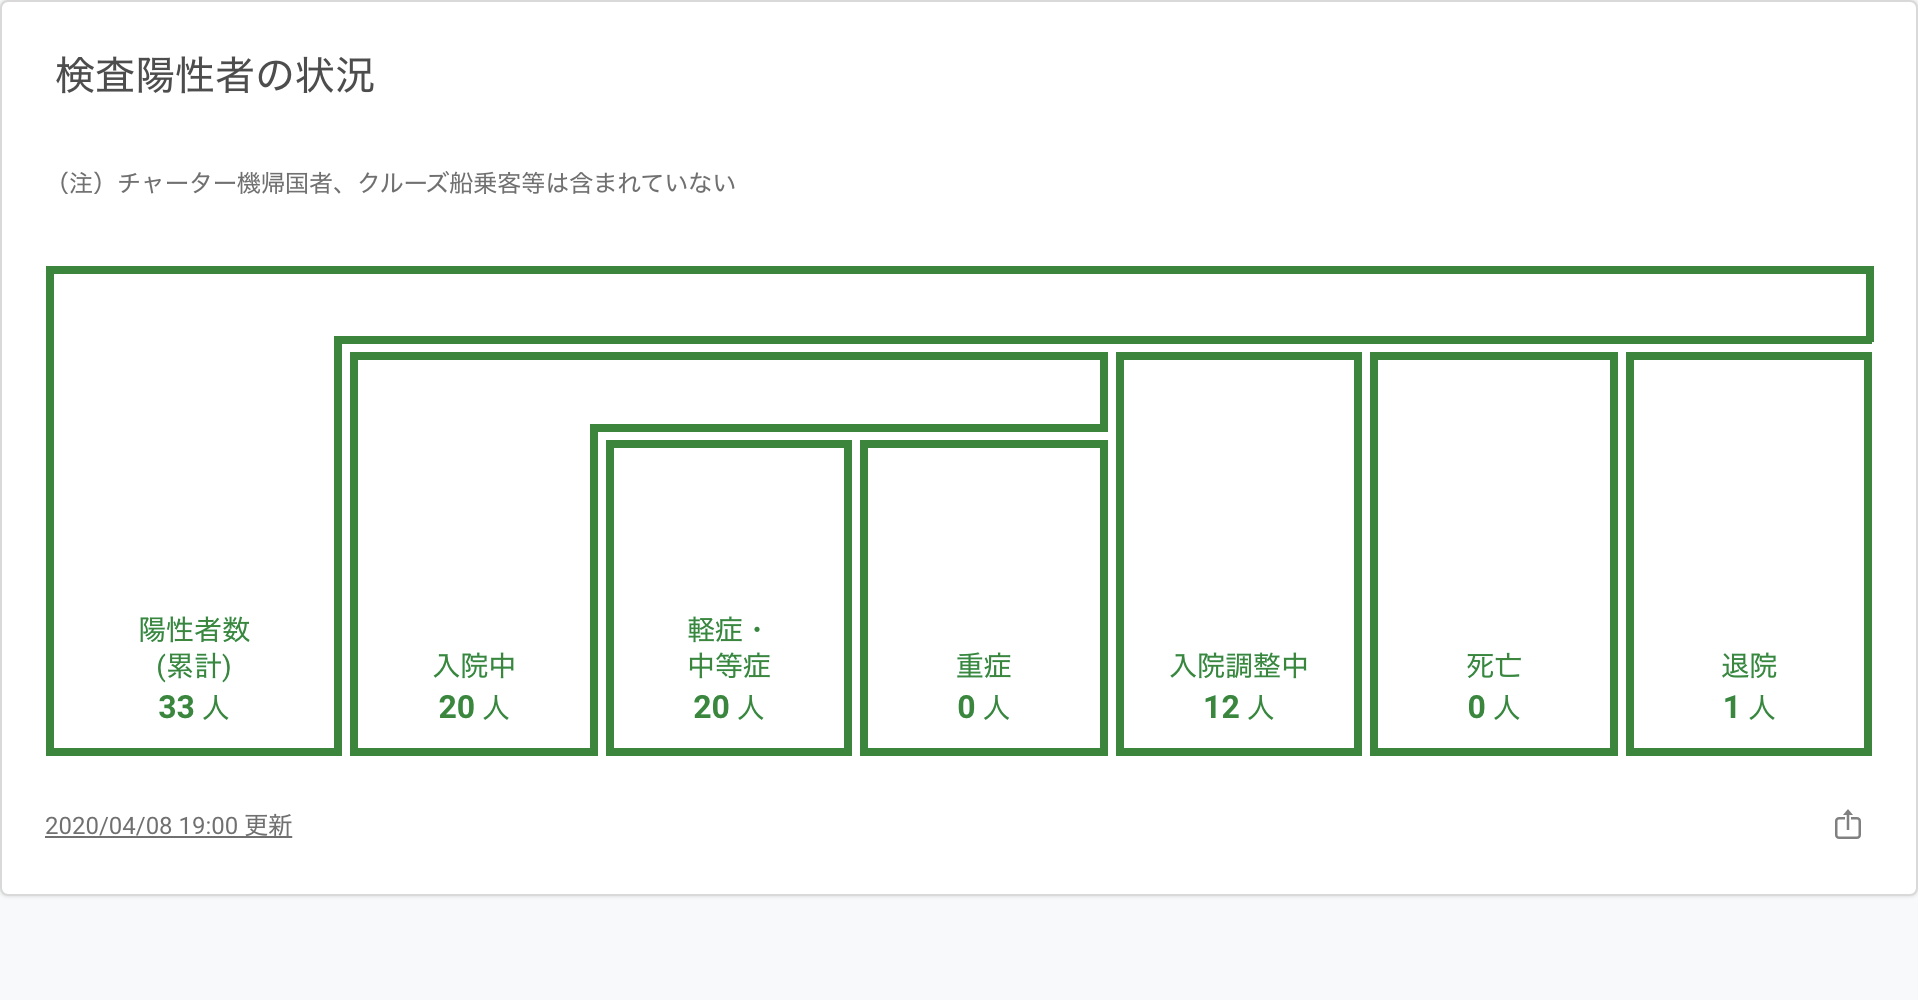 検査陽性者の状況
（注）チャーター機帰国者、クルーズ船乗客等は含まれていない
陽性者数
(累計)
33 人
入院中
20 人
軽症・
中等症
20 人
重症
0 人
入院調整中
12 人
死亡
0 人
退院
1 人
2020/04/08 19:00 更新